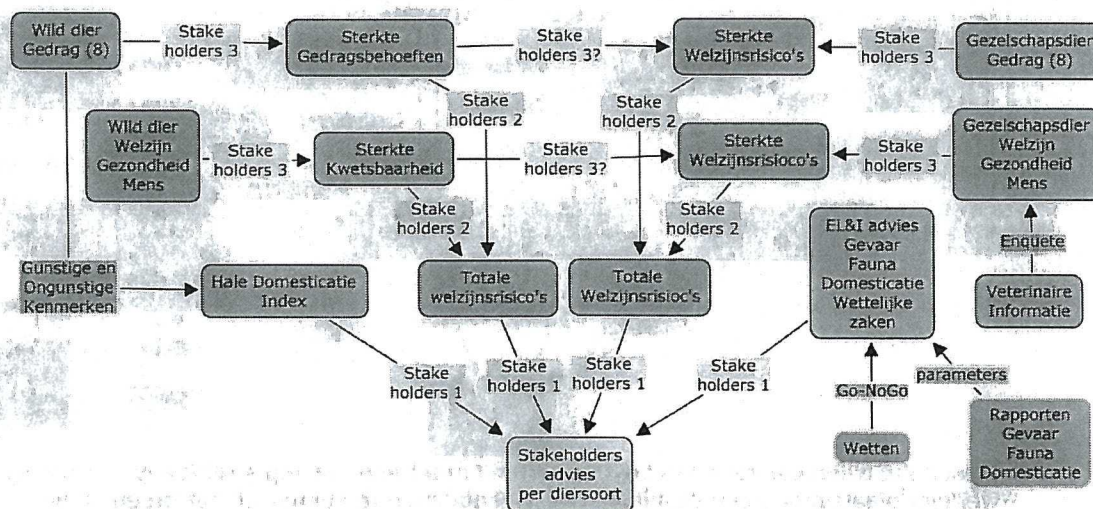 Wild dier
Gedrag (8)
Stake
holders 3
Sterkte
Gedragsbehoeften
Stake
holders 3?
Sterkte
Welzijnsrisico's
Stake
holders 3
Gezelschapsdier
Gedrag (8)
Stake
holders 2
Stake
holders 2
Wild dier
Welzijn
Gezondheid
Mens
Stake
holders 3
Sterkte
Kwetsbaarheid
Stake
holders 3?
Sterkte
Welzijnsrisioco's
Stake
holders 3
Gezelschapsdier
Welzijn
Gezondheid
Mens
Stake
holders 2
Stake
holders 2
Gunstige en
Ongunstige
Kenmerken
Hale Domesticatie
Index
Totale
welzijnsrisico's
Totale
Welzijnsrisioc's
EL&I advies
Gevaar
Fauna
Domesticatie
Wettelijke
zaken
Enquete
Veterinaire
Informatie
Stake
holders 1
Stake
holders 1
Stake
holders 1
Stake
holders 1
Go-NoGo
parameters
Stakeholders
advies
per diersoort
Wetten
Rapporten
Gevaar
Fauna
Domesticatie